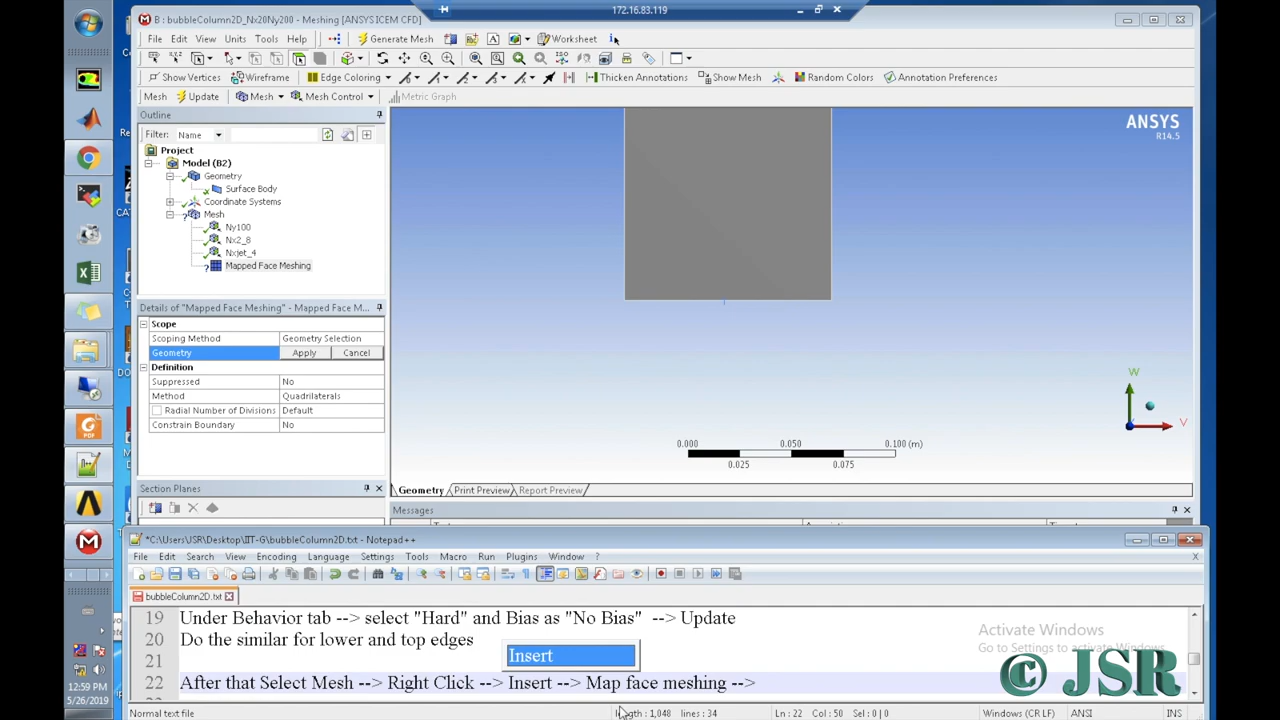 172.16.83.119
B : bubbleColumn2D_Nx20Ny200 - Meshing [ANSYS ICEM CFD]
File Edit View Units Tools Help Generate Mesh Worksheet
Show Vertices Wireframe Edge Coloring Thicken Annotations Show Mesh Random Colors Annotation Preferences
Mesh Update Mesh Mesh Control Metric Graph
Outline
Filter: Name
Project
Model (B2)
Geometry
Surface Body
Coordinate Systems
Mesh
Ny100
Nx2_8
Nxjet_4
Mapped Face Meshing
Details of "Mapped Face Meshing" - Mapped Face M...
Scope
Scoping Method Geometry Selection
Geometry Apply Cancel
Definition
Suppressed No
Method Quadrilaterals
Radial Number of Divisions Default
Constrain Boundary No
Section Planes
ANSYS
R14.5
W
V
0.000 0.050 0.100 (m)
0.025 0.075
Geometry Print Preview Report Preview
Messages
*C:\Users\JSR\Desktop\IIT-G\bubbleColumn2D.txt - Notepad++
File Edit Search View Encoding Language Settings Tools Macro Run Plugins Window ? X
bubbleColumn2D.txt
19 Under Behavior tab --> select "Hard" and Bias as "No Bias" --> Update
20 Do the similar for lower and top edges
21
Insert
22 After that Select Mesh --> Right Click --> Insert --> Map face meshing -->
Activate Windows
Go to Settings to activate Windows.
© JSR
Normal text file length : 1,048 lines : 34 Ln : 22 Col : 50 Sel : 0 | 0 Windows (CR LF) ANSI INS
12:59 PM
5/26/2019